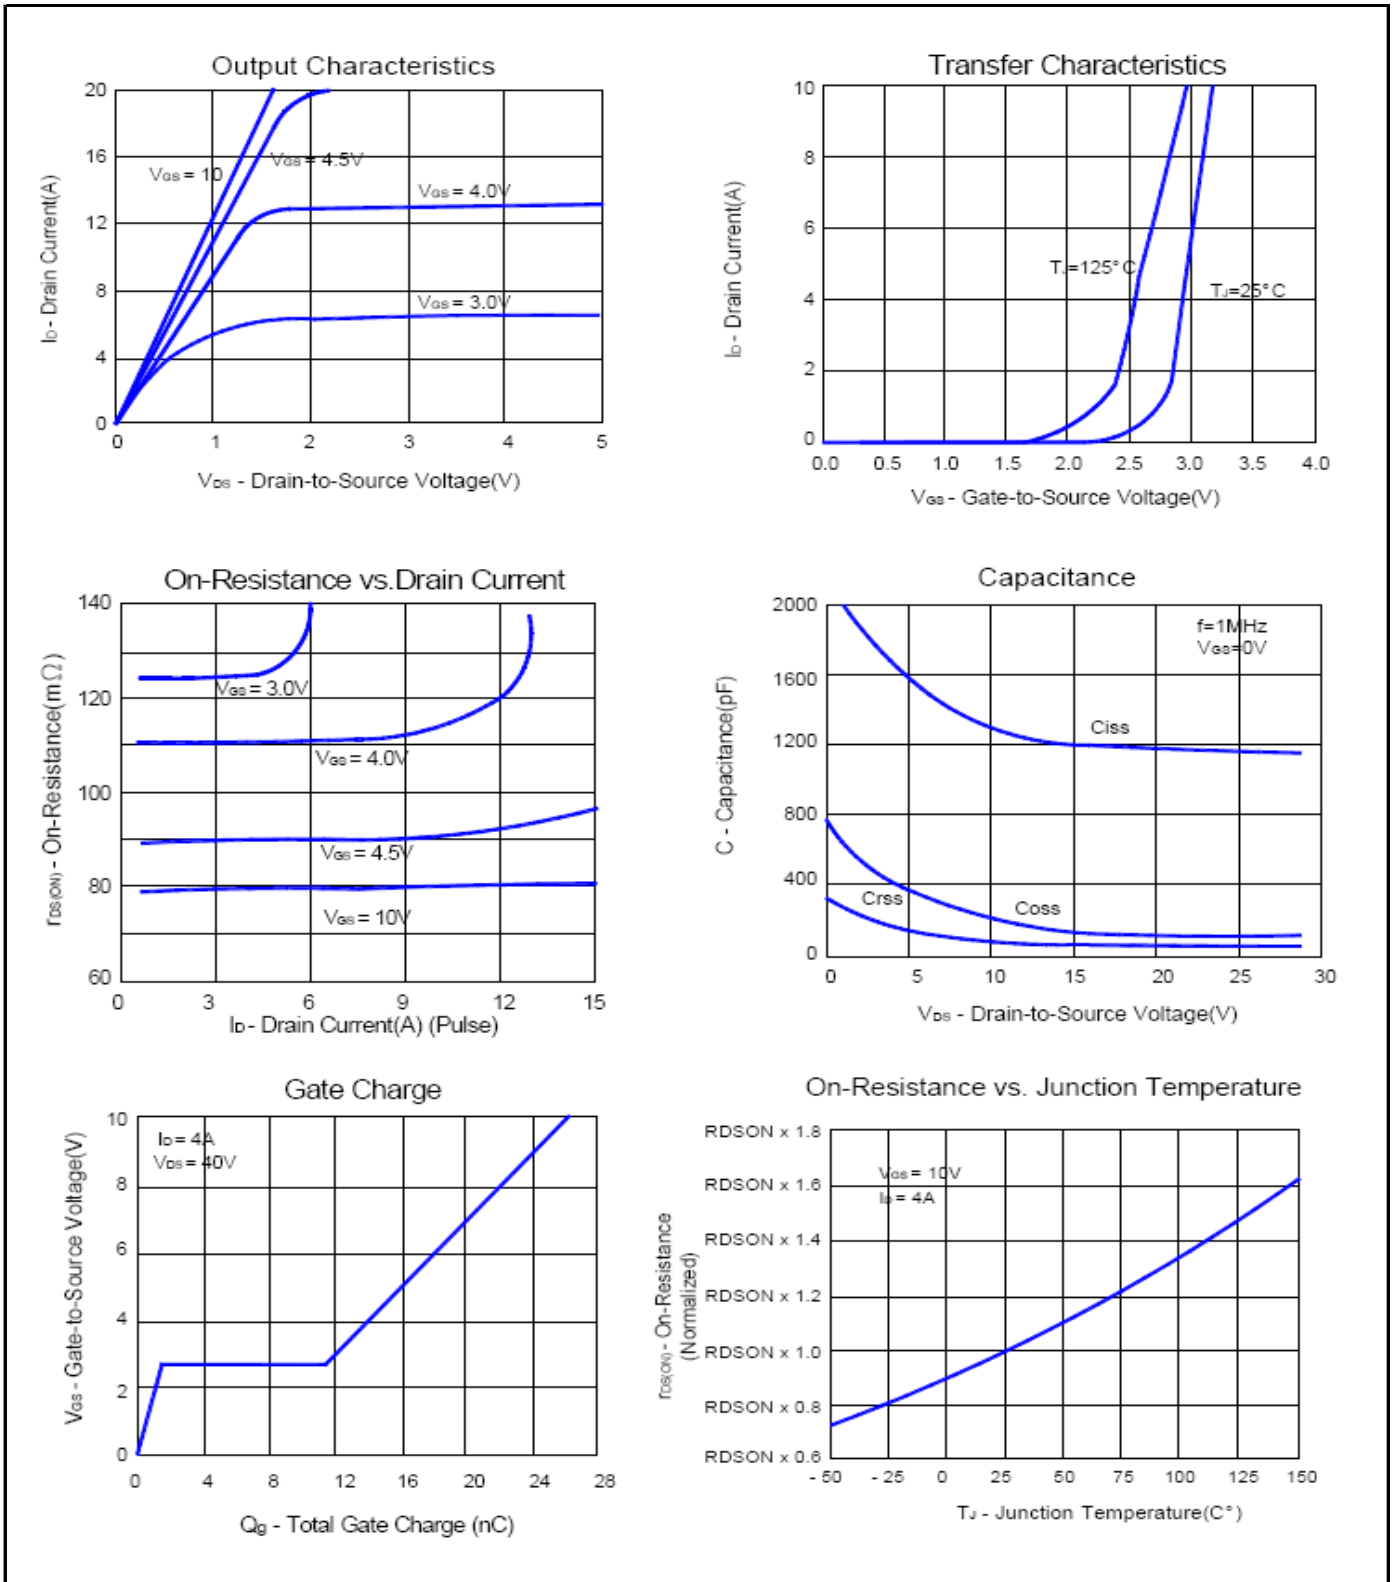 Output Characteristics
20
16
12
8
4
0
0 1 2 3 4 5
ID - Drain Current(A)
VGS = 10
VGS = 4.5V
VGS = 4.0V
VGS = 3.0V
VDS - Drain-to-Source Voltage(V)
Transfer Characteristics
10
8
6
4
2
0
0.0 0.5 1.0 1.5 2.0 2.5 3.0 3.5 4.0
ID - Drain Current(A)
TJ=125°C
TJ=25°C
VGS - Gate-to-Source Voltage(V)
On-Resistance vs.Drain Current
140
120
100
80
60
0 3 6 9 12 15
rDS(ON) - On-Resistance(mΩ)
VGS = 3.0V
VGS = 4.0V
VGS = 4.5V
VGS = 10V
ID - Drain Current(A) (Pulse)
Capacitance
2000
1600
1200
800
400
0
0 5 10 15 20 25 30
C - Capacitance(pF)
f=1MHz
VGS=0V
Ciss
Crss
Coss
VDS - Drain-to-Source Voltage(V)
Gate Charge
10
8
6
4
2
0
0 4 8 12 16 20 24 28
VGS - Gate-to-Source Voltage(V)
ID = 4A
VDS = 40V
Qg - Total Gate Charge (nC)
On-Resistance vs. Junction Temperature
RDSON x 1.8
RDSON x 1.6
RDSON x 1.4
RDSON x 1.2
RDSON x 1.0
RDSON x 0.8
RDSON x 0.6
- 50 - 25 0 25 50 75 100 125 150
rDS(ON) - On-Resistance
(Normalized)
VGS = 10V
ID = 4A
TJ - Junction Temperature(C°)